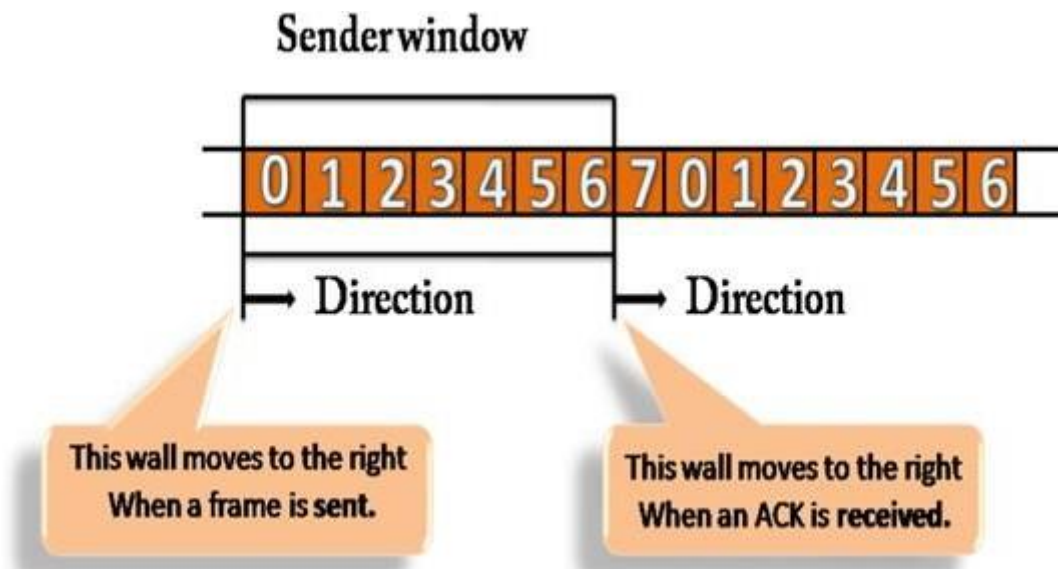 Sender window
0 1 2 3 4 5 6 7 0 1 2 3 4 5 6
Direction
Direction
This wall moves to the right
When a frame is sent.
This wall moves to the right
When an ACK is received.